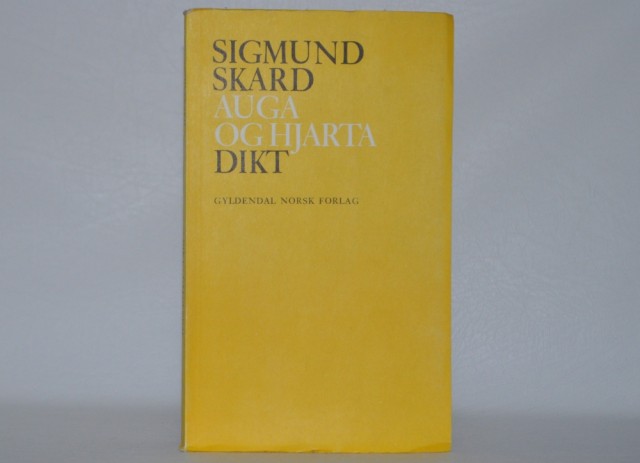 SIGMUND
SKARD
AUGA
OG HJARTA
DIKT
GYLDENDAL NORSK FORLAG